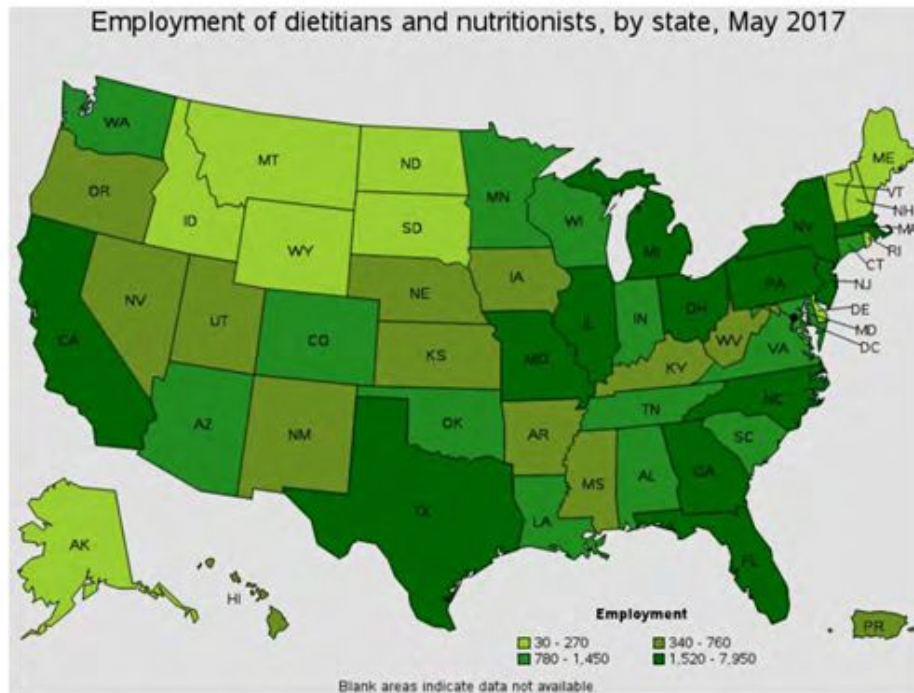 Employment of dietitians and nutritionists, by state, May 2017
WA
MT
ND
ME
OR
MN
VT
ID
SD
WI
NH
WY
MI
NY
MA
RI
CT
NV
NE
IA
PA
NJ
UT
CO
IL
IN
OH
DE
CA
KS
MO
WV
VA
MD
KY
DC
AZ
NM
OK
TN
NC
AR
SC
MS
AL
GA
TX
LA
FL
AK
HI
PR
Employment
30 - 270
340 - 760
780 - 1,450
1,520 - 7,950
Blank areas indicate data not available.